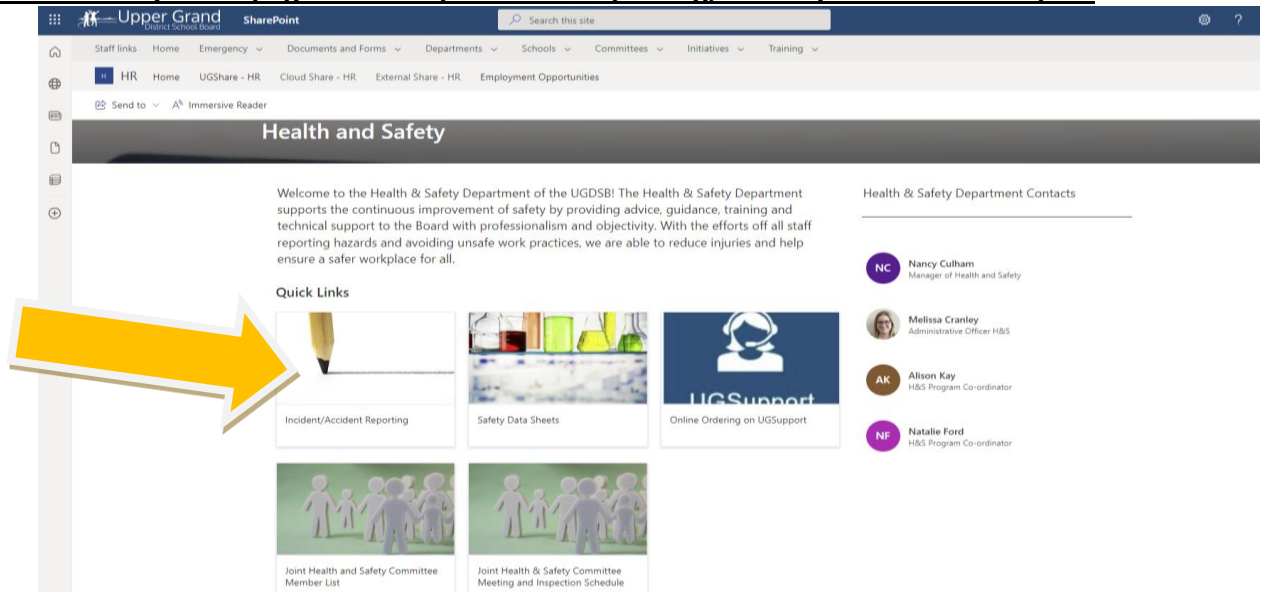 Upper Grand
District School Board
SharePoint
Search this site
?
Staff links Home Emergency Documents and Forms Departments Schools Committees Initiatives Training
H HR Home UGShare - HR Cloud Share - HR External Share - HR Employment Opportunities
Send to Immersive Reader
Health and Safety
Welcome to the Health & Safety Department of the UGDSB! The Health & Safety Department
supports the continuous improvement of safety by providing advice, guidance, training and
technical support to the Board with professionalism and objectivity. With the efforts off all staff
reporting hazards and avoiding unsafe work practices, we are able to reduce injuries and help
ensure a safer workplace for all.
Quick Links
Incident/Accident Reporting
Safety Data Sheets
UGSupport
Online Ordering on UGSupport
Joint Health and Safety Committee
Member List
Joint Health & Safety Committee
Meeting and Inspection Schedule
Health & Safety Department Contacts
NC
Nancy Culham
Manager of Health and Safety
Melissa Cranley
Administrative Officer H&S
AK
Alison Kay
H&S Program Co-ordinator
NF
Natalie Ford
H&S Program Co-ordinator